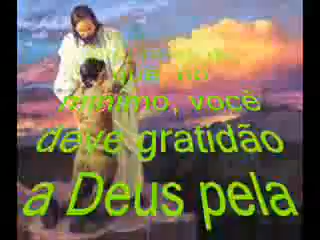 que no
mínimo, você
deve gratidão
a Deus pela